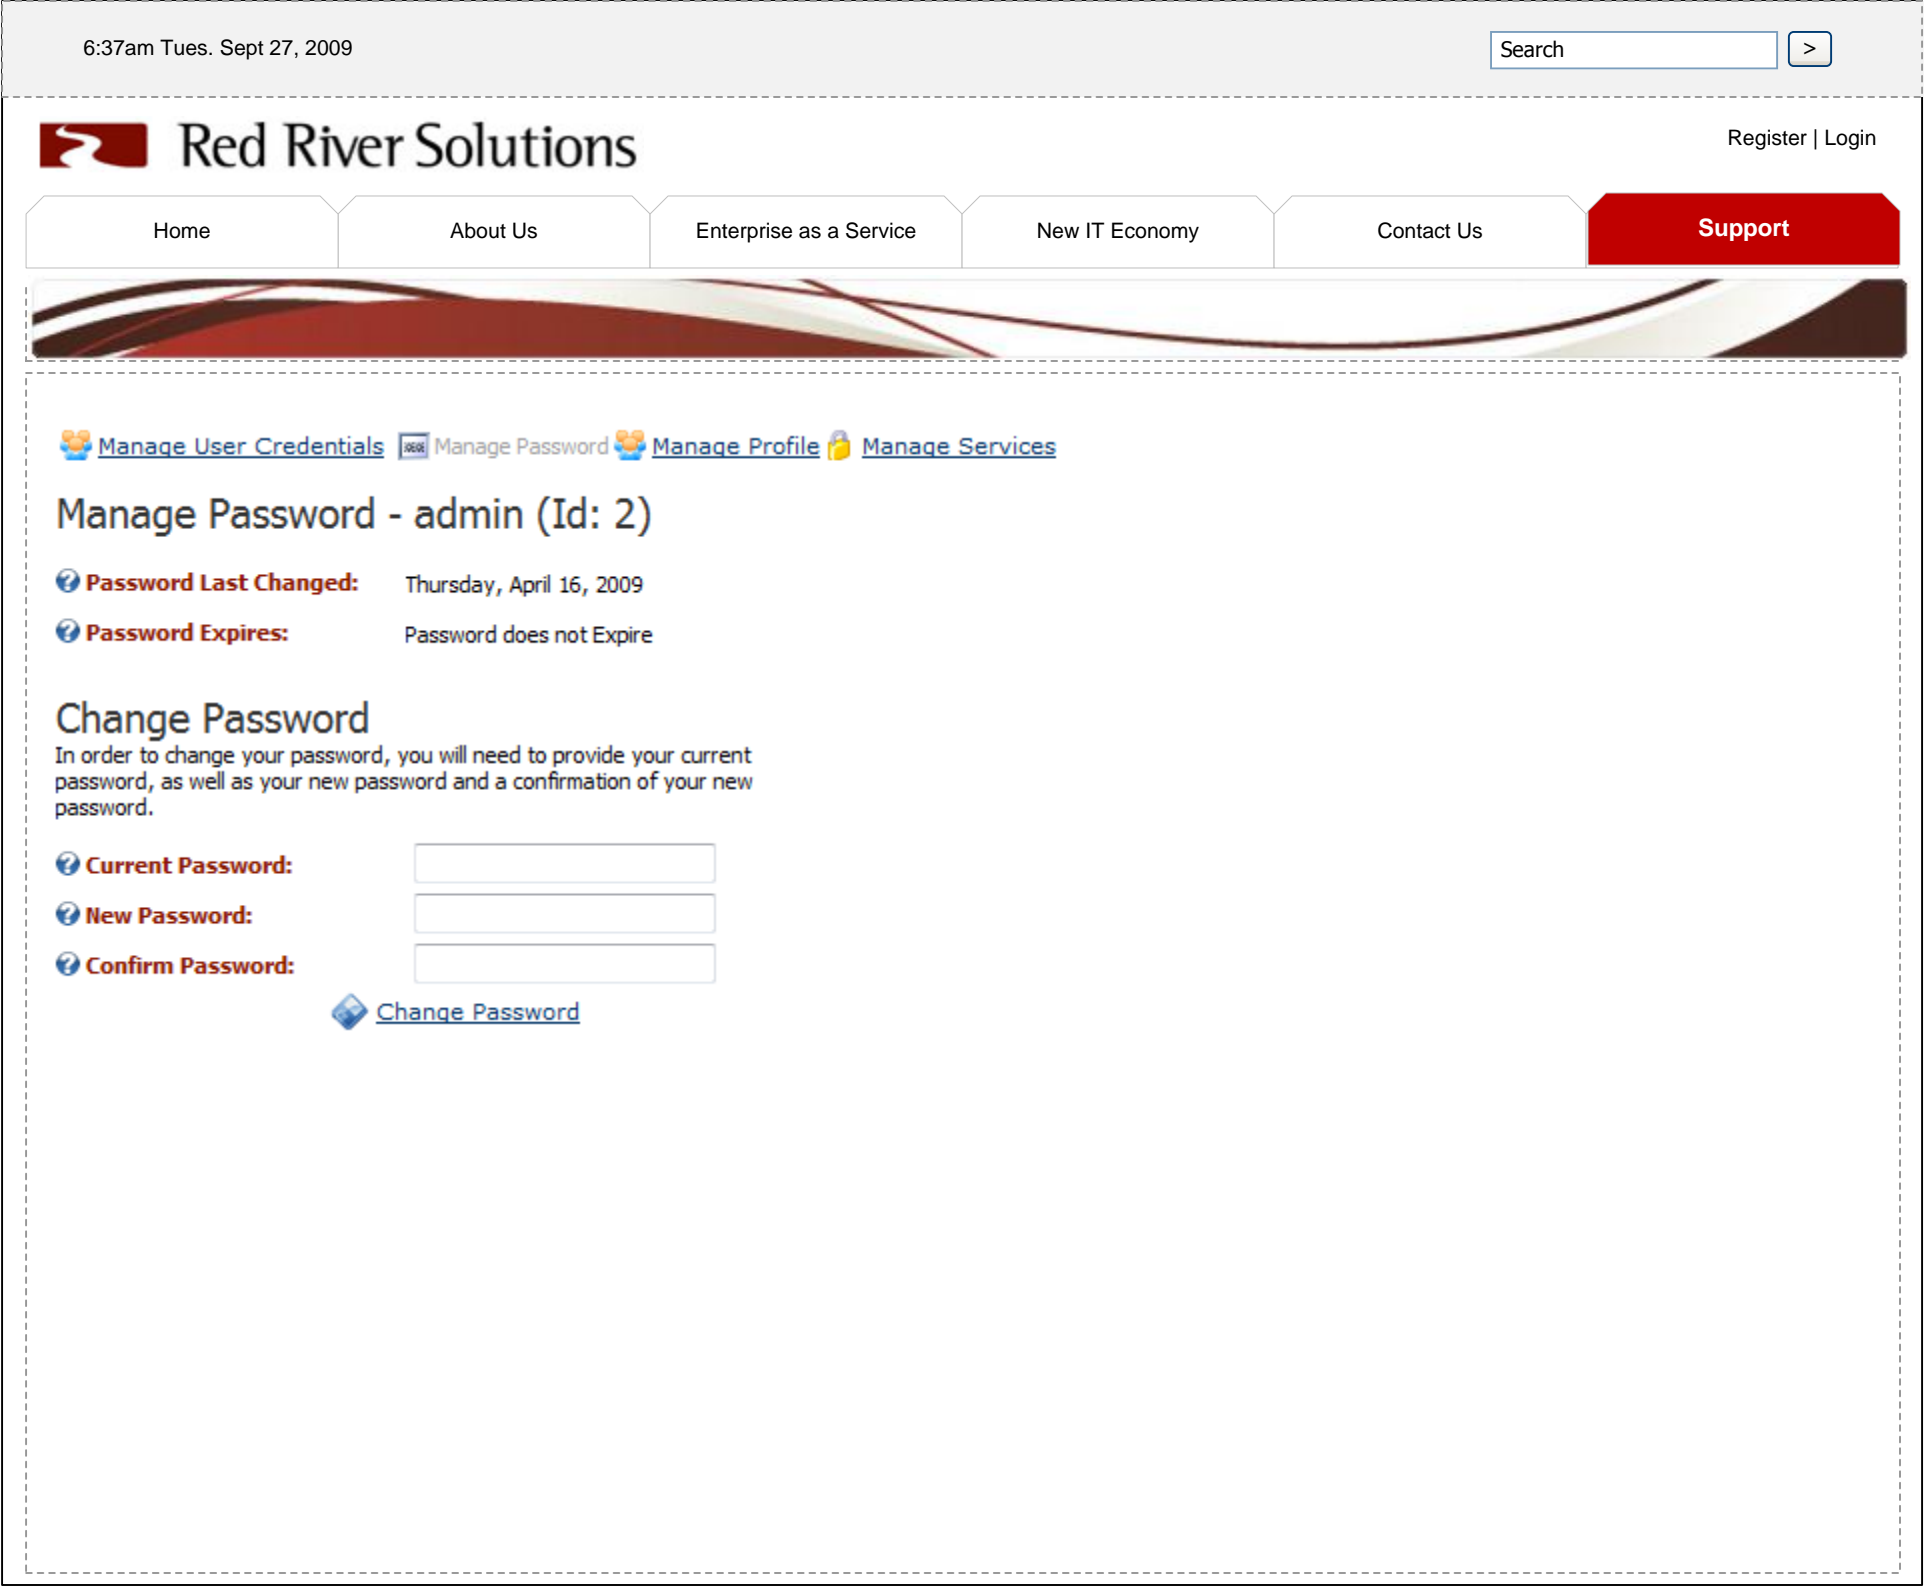 6:37am Tues. Sept 27, 2009
Search
>
Red River Solutions
Register | Login
Home
About Us
Enterprise as a Service
New IT Economy
Contact Us
Support
Manage User Credentials Manage Password Manage Profile Manage Services
Manage Password - admin (Id: 2)
Password Last Changed: Thursday, April 16, 2009
Password Expires: Password does not Expire
Change Password
In order to change your password, you will need to provide your current
password, as well as your new password and a confirmation of your new
password.
Current Password:
New Password:
Confirm Password:
Change Password